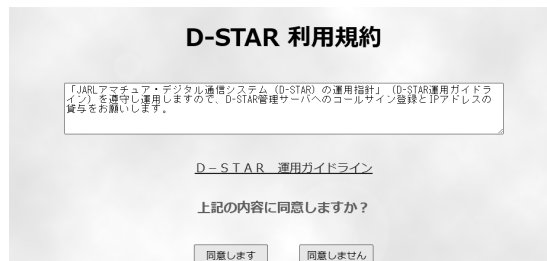 D-STAR 利用規約
「JARLアマチュア・デジタル通信システム（D-STAR）の運用指針」（D-STAR運用ガイドラ
イン）を遵守し運用しますので、D-STAR管理サーバへのコールサイン登録とIPアドレスの
貸与をお願いします。
Ｄ－ＳＴＡＲ　運用ガイドライン
上記の内容に同意しますか？
同意します　同意しません